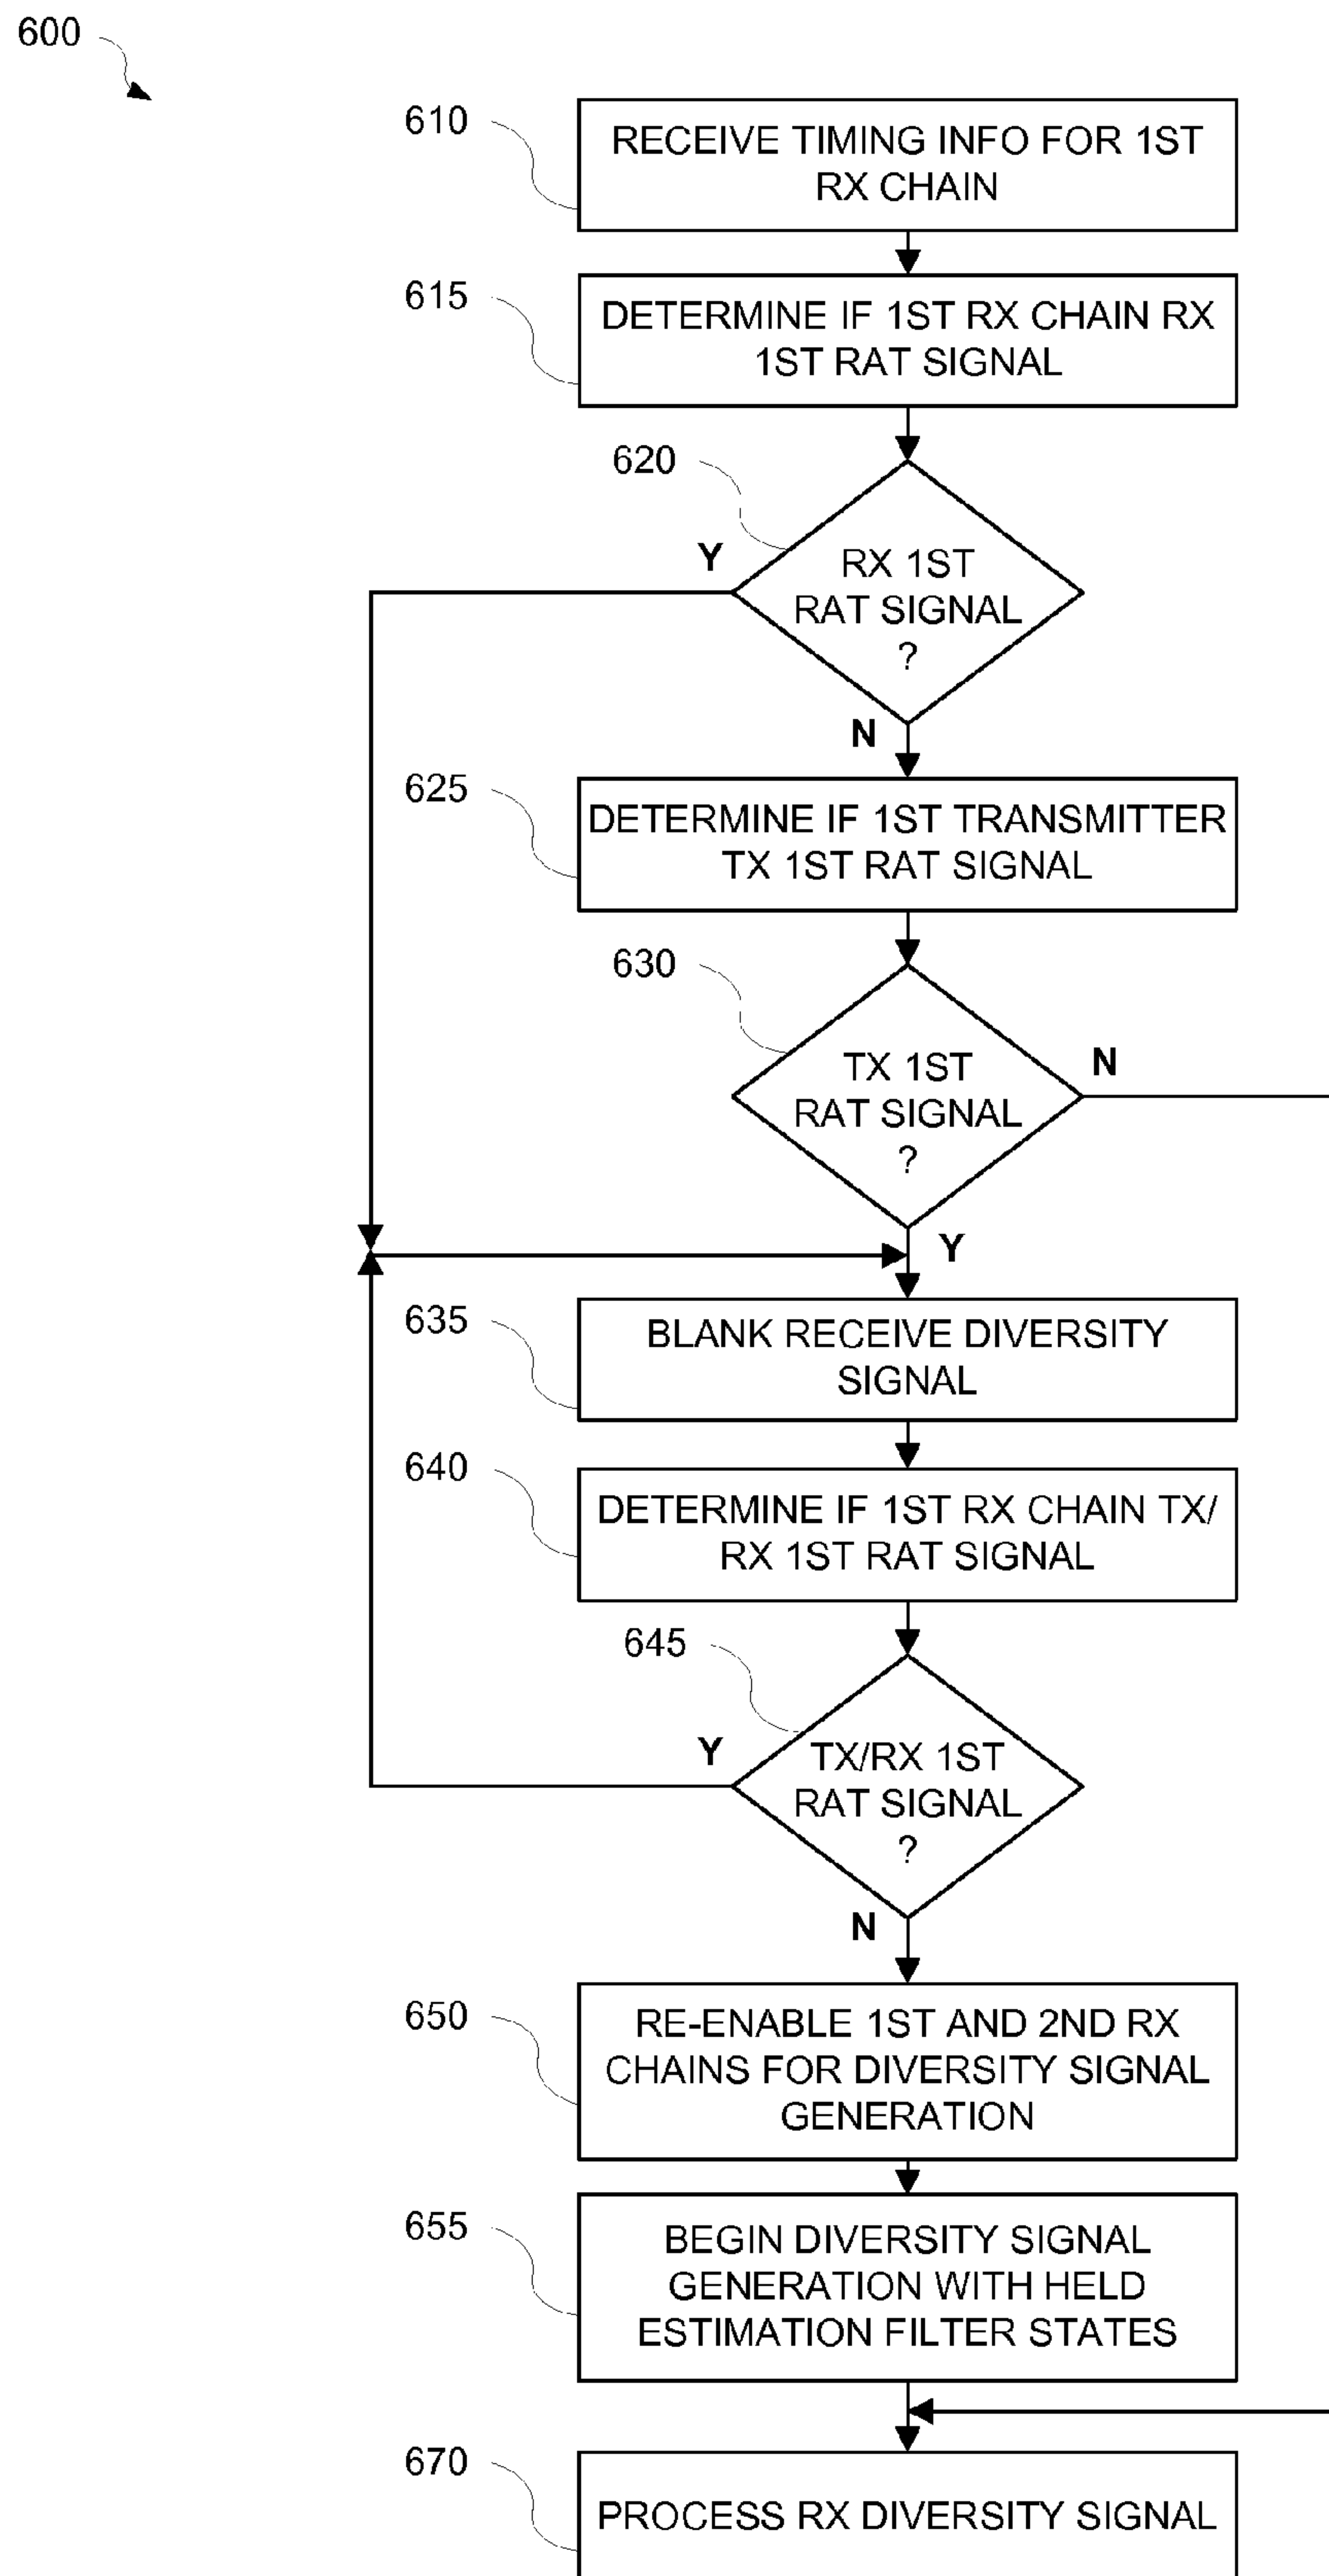 600
610
RECEIVE TIMING INFO FOR 1ST
RX CHAIN
615
DETERMINE IF 1ST RX CHAIN RX
1ST RAT SIGNAL
620
Y
RX 1ST
RAT SIGNAL
?
N
625
DETERMINE IF 1ST TRANSMITTER
TX 1ST RAT SIGNAL
630
TX 1ST
RAT SIGNAL
?
N
Y
635
BLANK RECEIVE DIVERSITY
SIGNAL
640
DETERMINE IF 1ST RX CHAIN TX/
RX 1ST RAT SIGNAL
645
Y
TX/RX 1ST
RAT SIGNAL
?
N
650
RE-ENABLE 1ST AND 2ND RX
CHAINS FOR DIVERSITY SIGNAL
GENERATION
655
BEGIN DIVERSITY SIGNAL
GENERATION WITH HELD
ESTIMATION FILTER STATES
670
PROCESS RX DIVERSITY SIGNAL